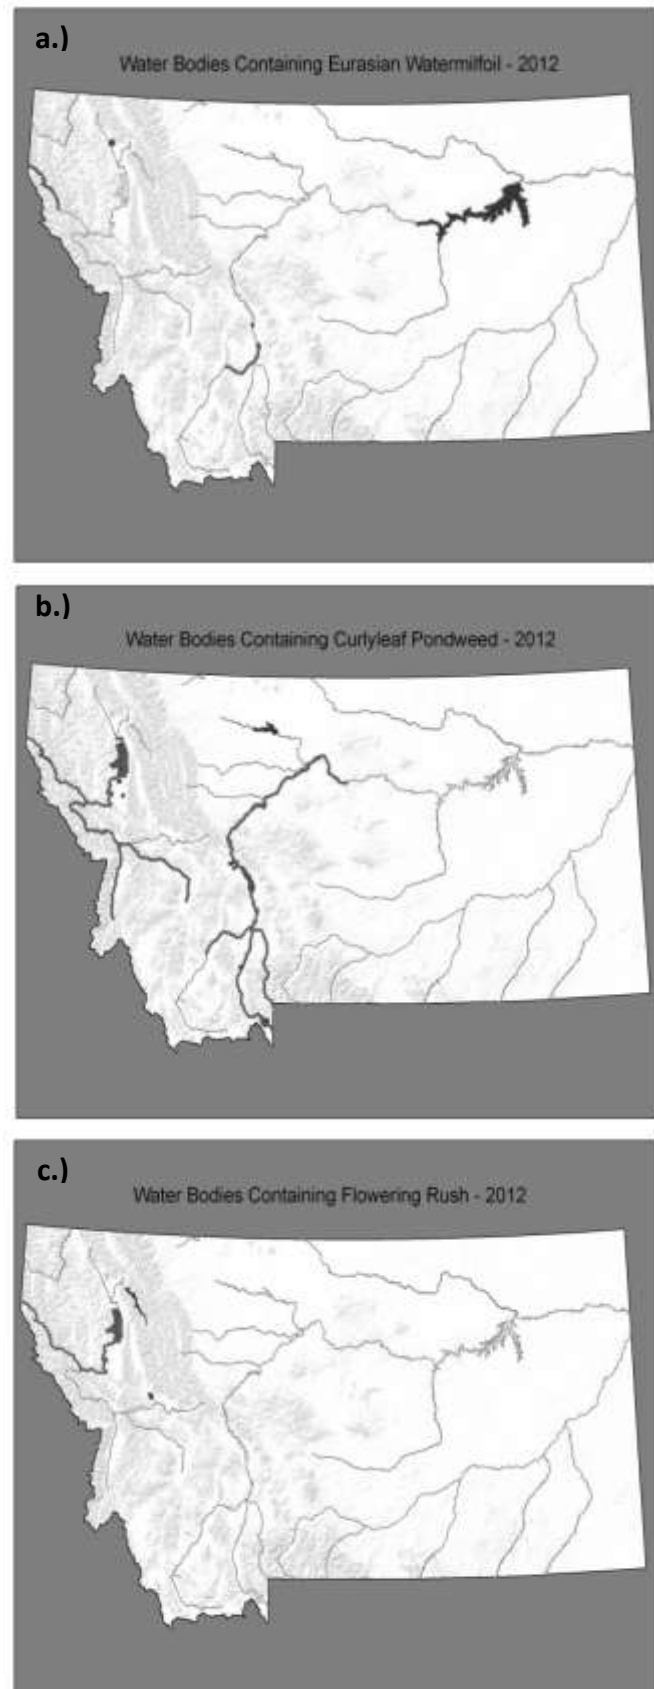 a.)
Water Bodies Containing Eurasian Watermilfoil - 2012
b.)
Water Bodies Containing Curlyleaf Pondweed - 2012
c.)
Water Bodies Containing Flowering Rush - 2012